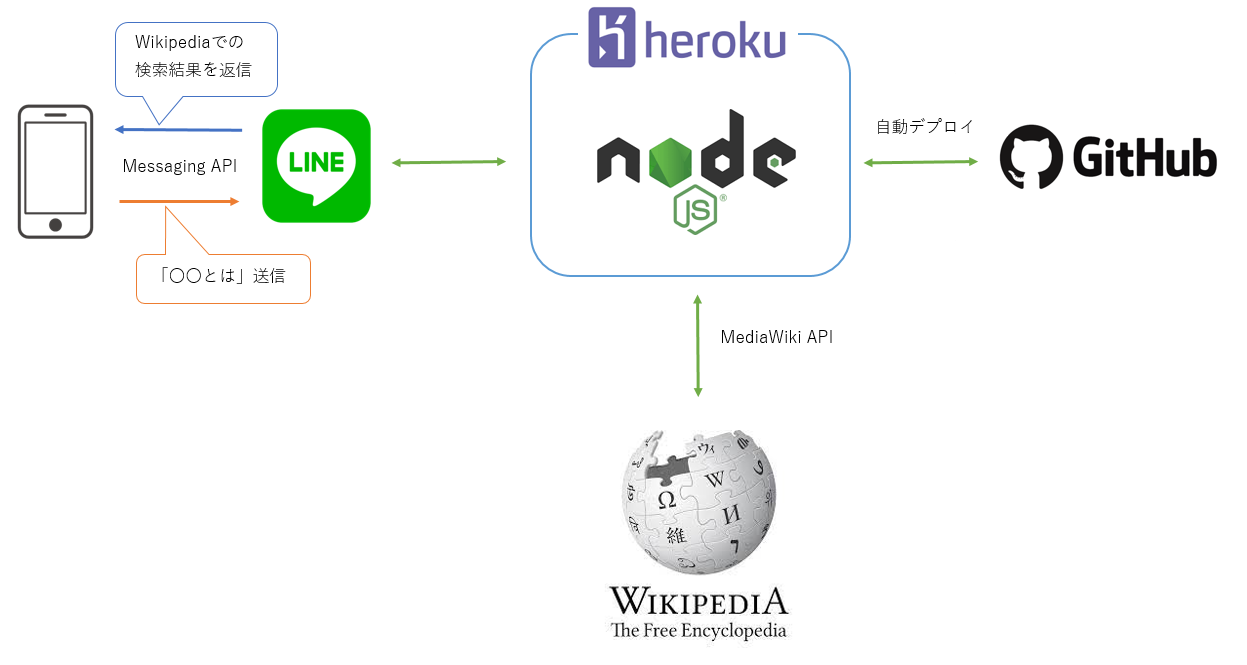 heroku
Wikipediaでの
検索結果を返信
LINE
Messaging API
「〇〇とは」送信
node
JS®
自動デプロイ
GitHub
MediaWiki API
Ω
W
И
維
ウィ
WIKIPEDIA
The Free Encyclopedia